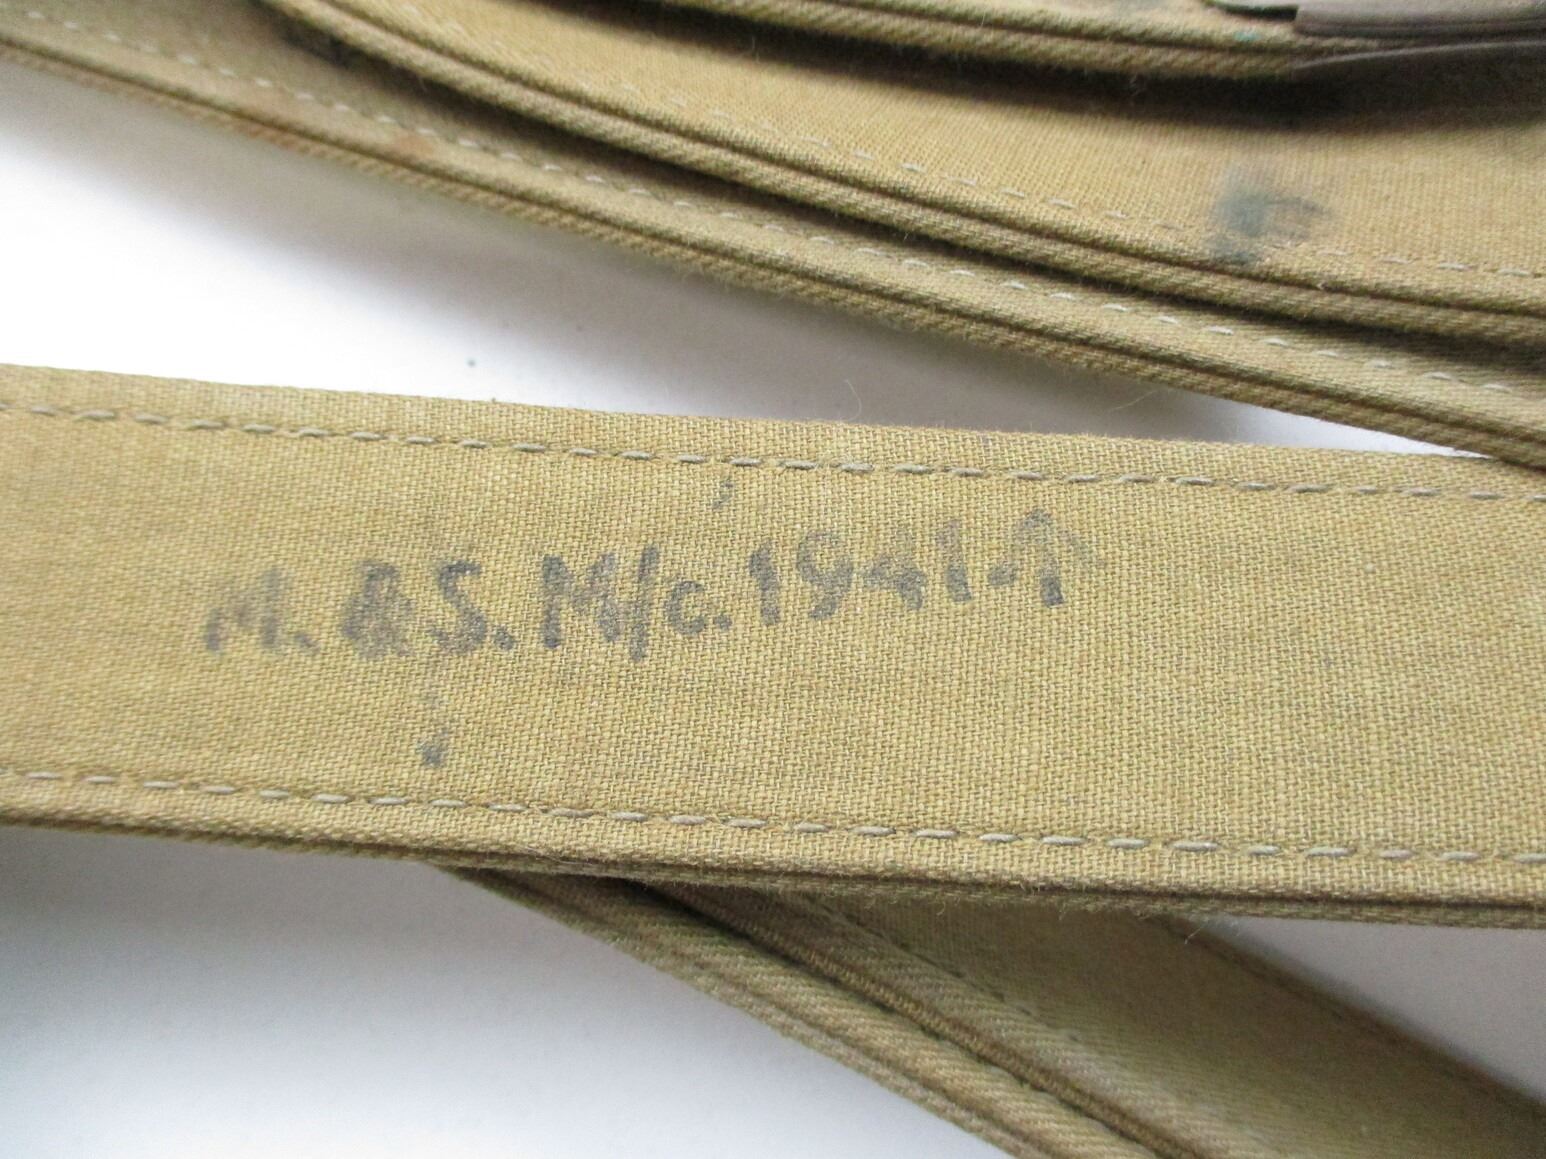 M. & S. M/c. 1941 ↑